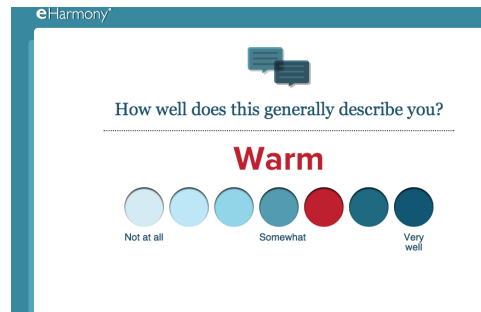 eHarmony®
How well does this generally describe you?
Warm
Not at all
Somewhat
Very
well